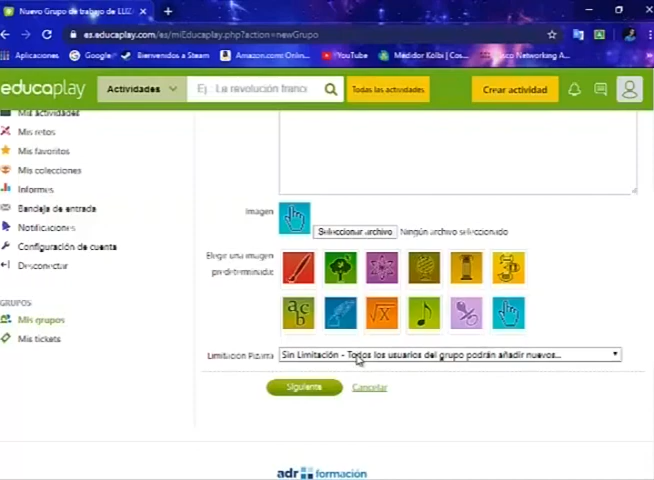 Nuevo Grupo de trabajo de LUZ
es.educaplay.com/es/miEducaplay.php?action=newGrupo
Aplicaciones Google Bienvenidos a Steam Amazon.com: Onlin... YouTube Medidor Kolbi | Cos... Cisco Networking A...
educaplay Actividades Ej.: La revolución franc Todas las actividades Crear actividad
Mis actividades
Mis retos
Mis favoritos
Mis colecciones
Informes
Bandeja de entrada
Notificaciones
Configuración de cuenta
Desconectar
GRUPOS
Mis grupos
Mis tickets
Imagen
Seleccionar archivo Ningún archivo seleccionado
Elegir una imagen
predeterminada:
a b c
√x
Limitación Pizarra Sin Limitación - Todos los usuarios del grupo podrán añadir nuevos...
Siguiente Cancelar
adr formación